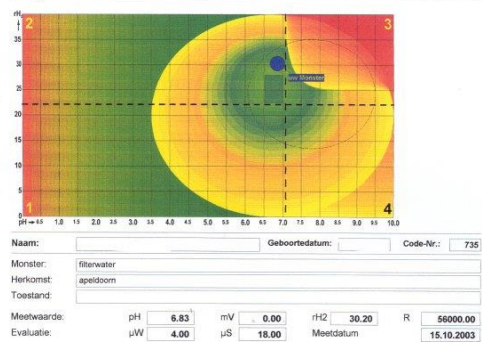 rH
2
3
40
35
30
uw Monster
25
20
15
10
5
1
4
pH → 0.5 1.0 1.5 2.0 2.5 3.0 3.5 4.0 4.5 5.0 5.5 6.0 6.5 7.0 7.5 8.0 8.5 9.0 9.5 10.0
Naam: Geboortedatum: Code-Nr.: 735
Monster: filterwater
Herkomst: apeldoorn
Toestand:
Meetwaarde: pH 6.83 mV 0.00 rH2 30.20 R 56000.00
Evaluatie: µW 4.00 µS 18.00 Meetdatum 15.10.2003